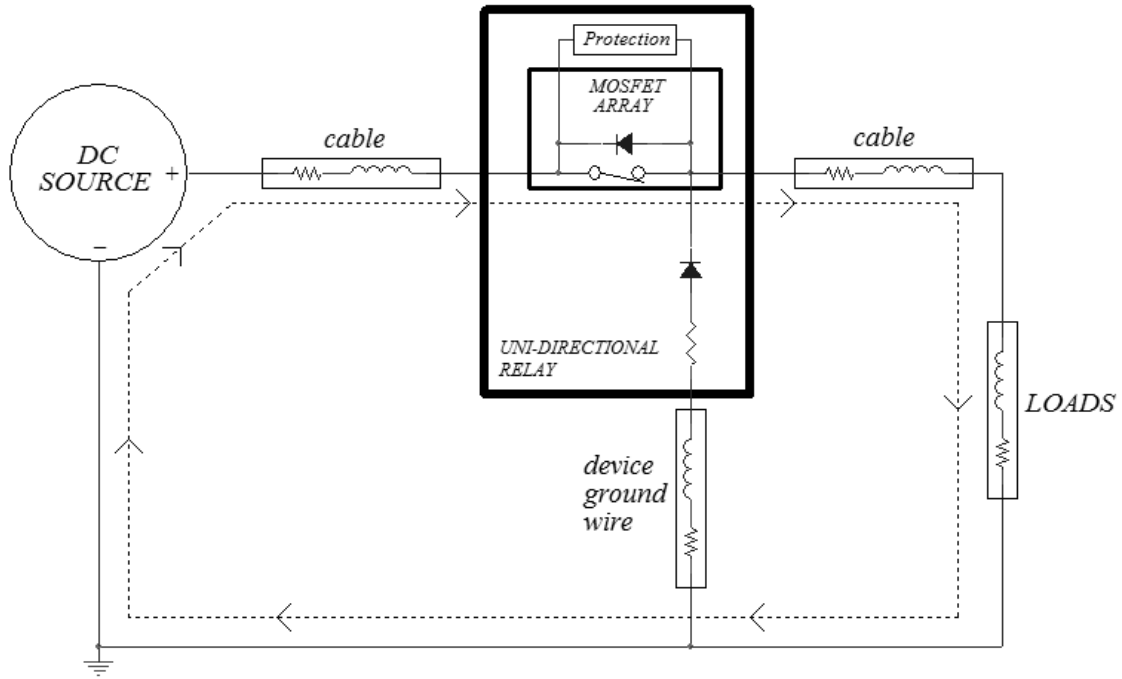 Protection
MOSFET
ARRAY
DC
SOURCE
+
−
cable
cable
UNI-DIRECTIONAL
RELAY
LOADS
device
ground
wire